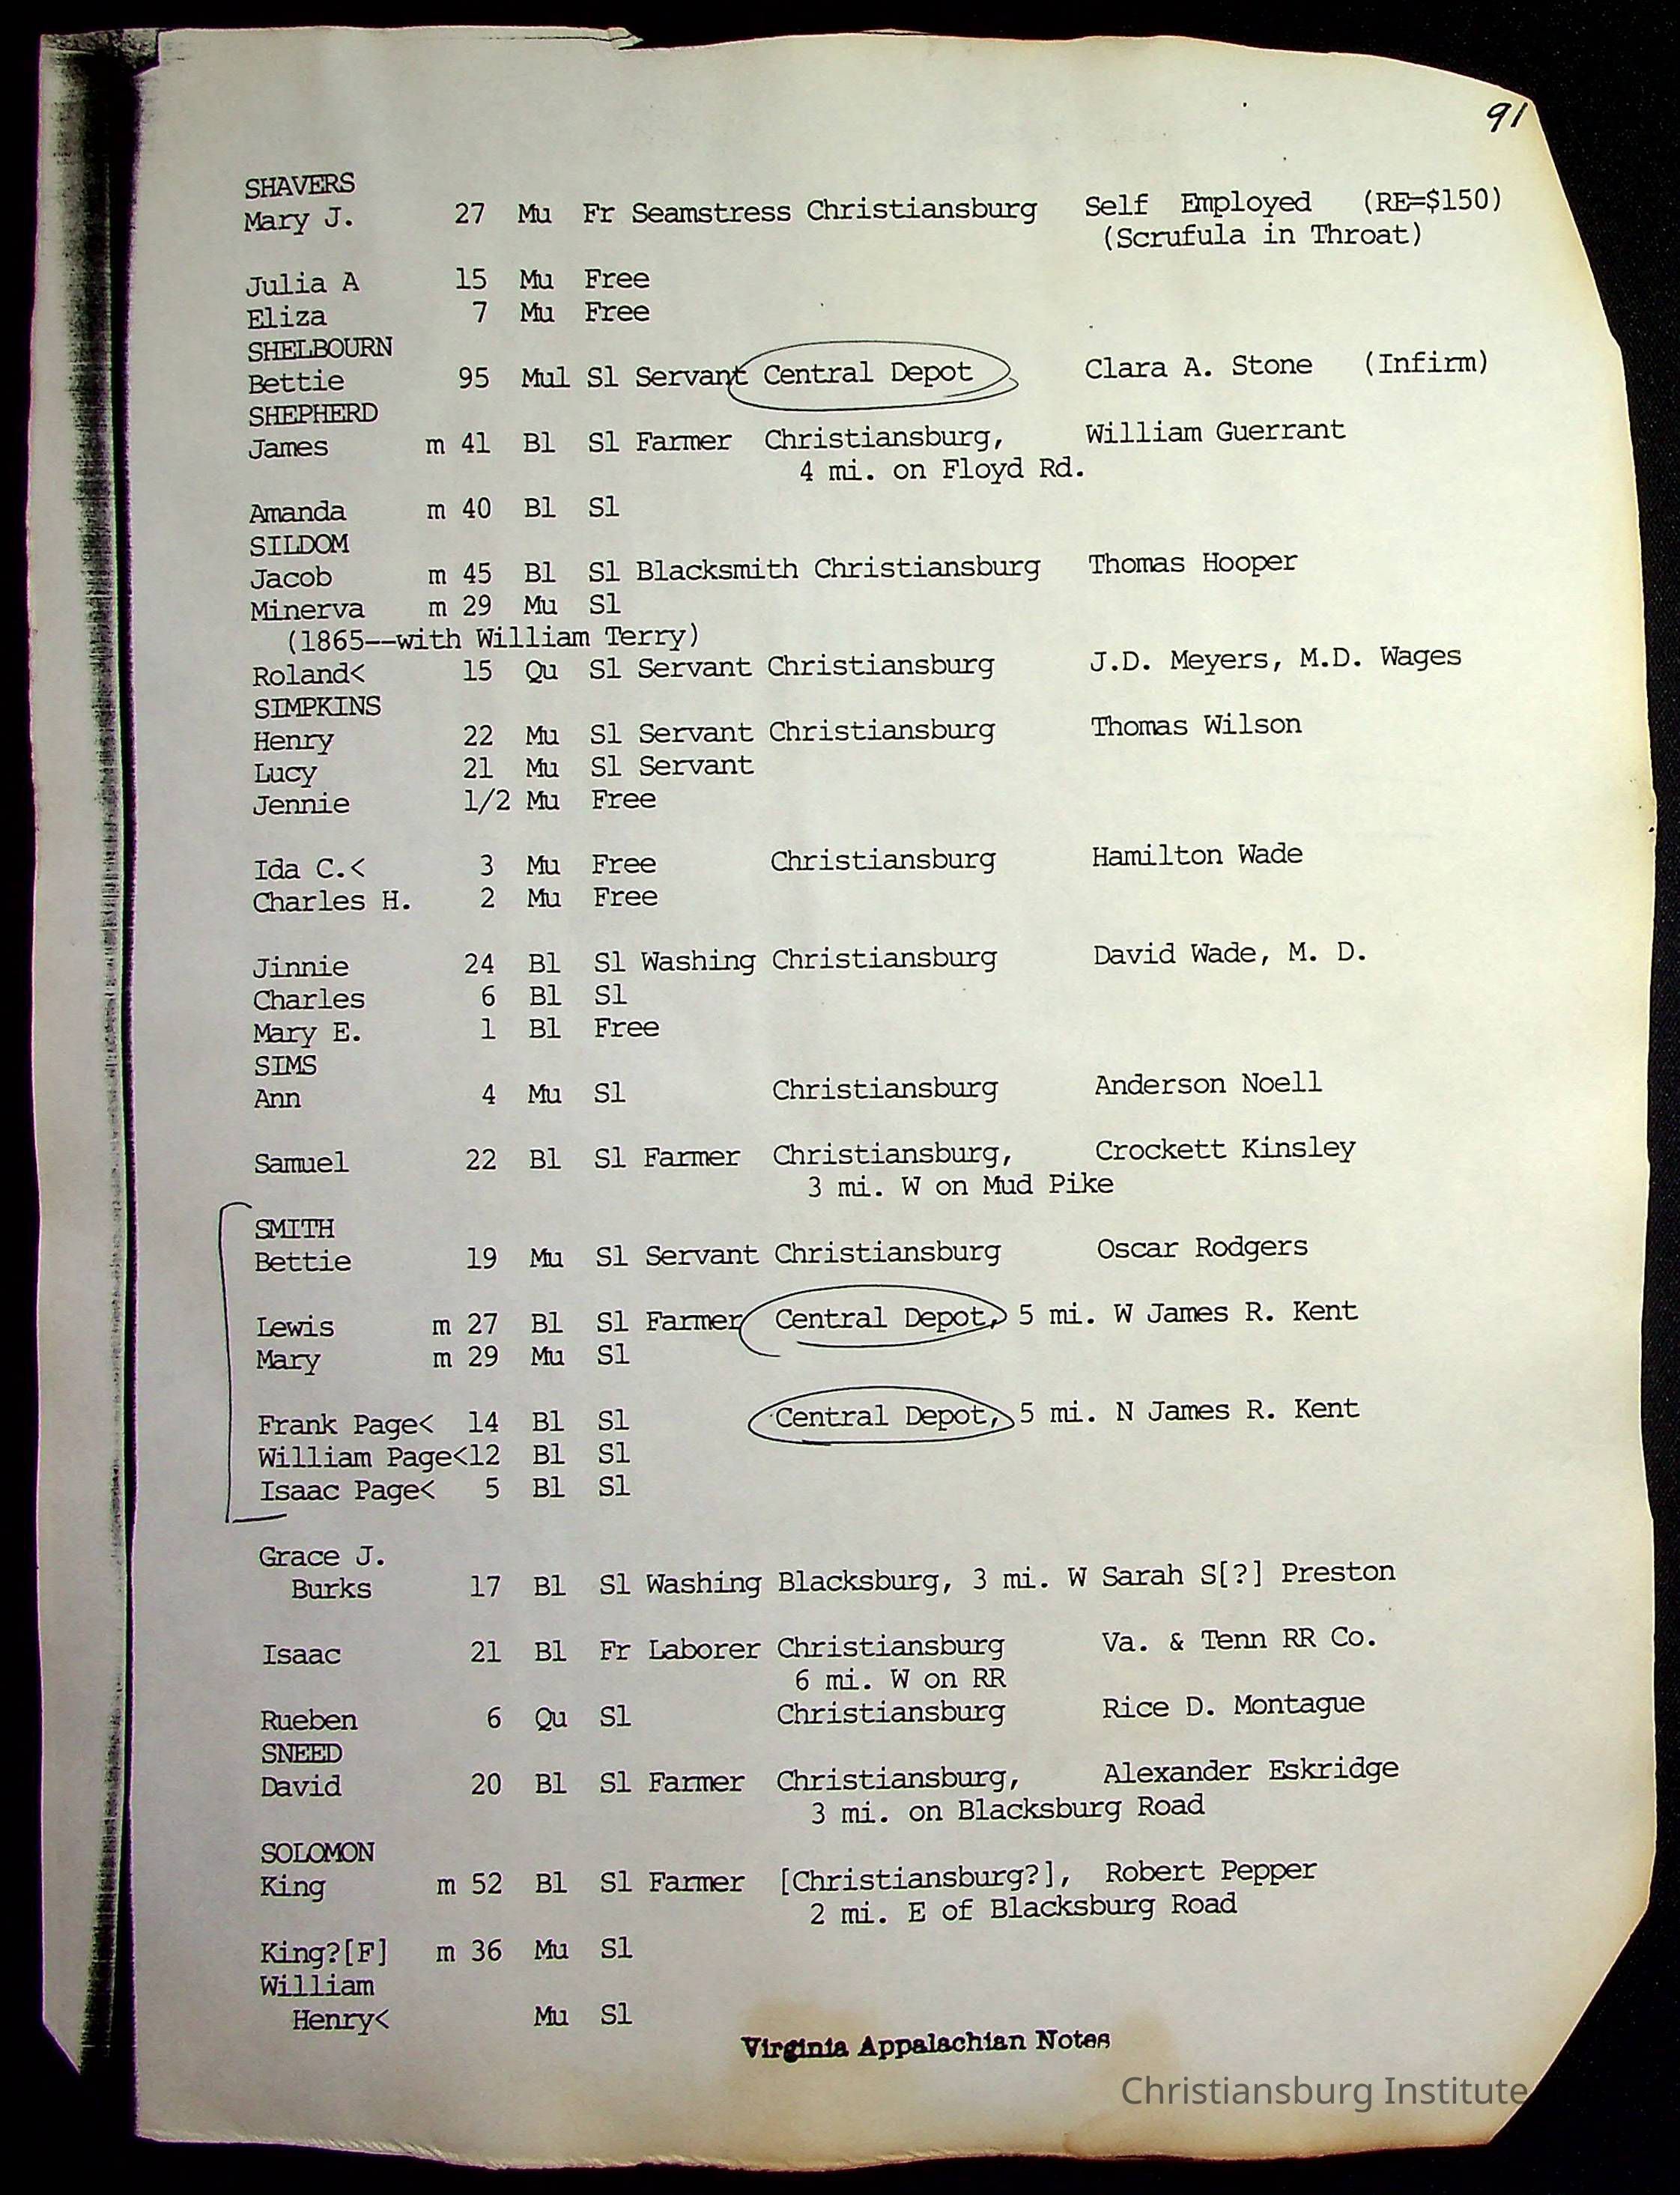 91
SHAVERS
Mary J. 27 Mu Fr Seamstress Christiansburg Self Employed (RE=$150)
(Scrufula in Throat)
Julia A 15 Mu Free
Eliza 7 Mu Free
SHELBOURN
Bettie 95 Mul Sl Servant Central Depot Clara A. Stone (Infirm)
SHEPHERD
James m 41 Bl Sl Farmer Christiansburg, William Guerrant
4 mi. on Floyd Rd.
Amanda m 40 Bl Sl
SILDOM
Jacob m 45 Bl Sl Blacksmith Christiansburg Thomas Hooper
Minerva m 29 Mu Sl
(1865--with William Terry)
Roland< 15 Qu Sl Servant Christiansburg J.D. Meyers, M.D. Wages
SIMPKINS
Henry 22 Mu Sl Servant Christiansburg Thomas Wilson
Lucy 21 Mu Sl Servant
Jennie 1/2 Mu Free
Ida C.< 3 Mu Free Christiansburg Hamilton Wade
Charles H. 2 Mu Free
Jinnie 24 Bl Sl Washing Christiansburg David Wade, M. D.
Charles 6 Bl Sl
Mary E. 1 Bl Free
SIMS
Ann 4 Mu Sl Christiansburg Anderson Noell
Samuel 22 Bl Sl Farmer Christiansburg, Crockett Kinsley
3 mi. W on Mud Pike
SMITH
Bettie 19 Mu Sl Servant Christiansburg Oscar Rodgers
Lewis m 27 Bl Sl Farmer Central Depot, 5 mi. W James R. Kent
Mary m 29 Mu Sl
Frank Page< 14 Bl Sl Central Depot, 5 mi. N James R. Kent
William Page<12 Bl Sl
Isaac Page< 5 Bl Sl
Grace J.
Burks 17 Bl Sl Washing Blacksburg, 3 mi. W Sarah S[?] Preston
Isaac 21 Bl Fr Laborer Christiansburg Va. & Tenn RR Co.
6 mi. W on RR
Rueben 6 Qu Sl Christiansburg Rice D. Montague
SNEED
David 20 Bl Sl Farmer Christiansburg, Alexander Eskridge
3 mi. on Blacksburg Road
SOLOMON
King m 52 Bl Sl Farmer [Christiansburg?], Robert Pepper
2 mi. E of Blacksburg Road
King?[F] m 36 Mu Sl
William
Henry< Mu Sl
Virginia Appalachian Notes
Christiansburg Institute